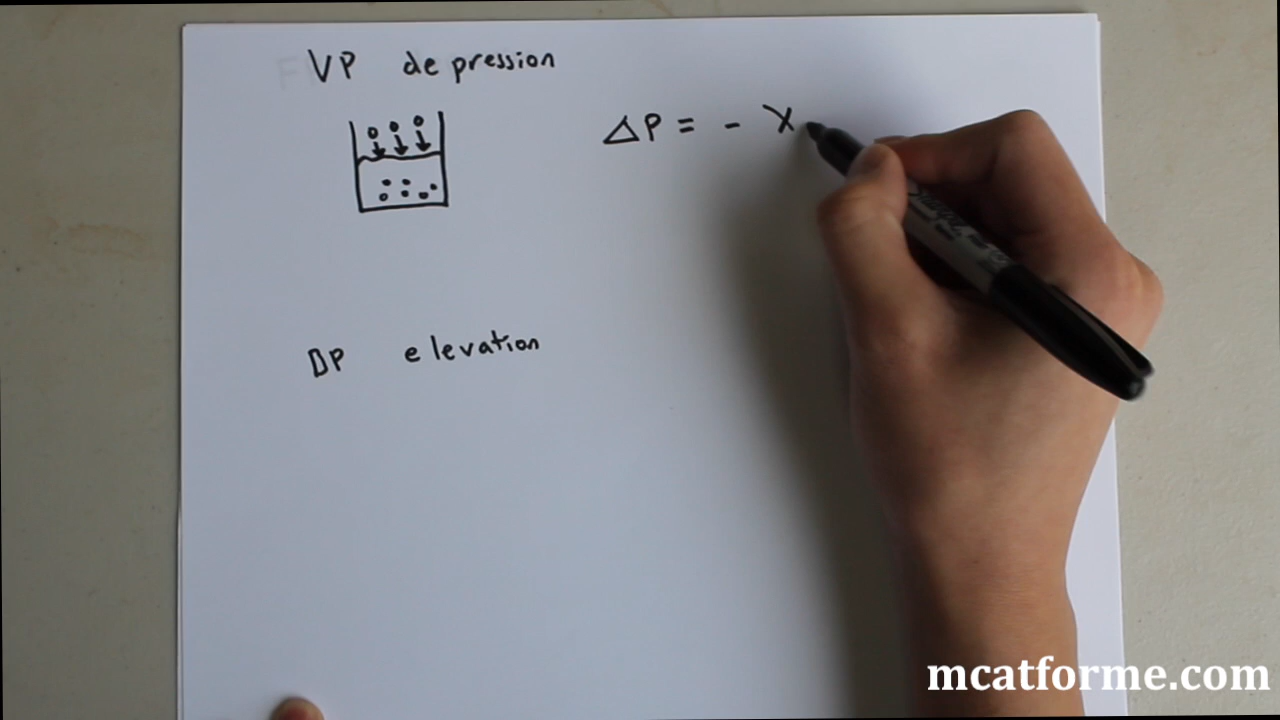 VP depression
ΔP = - X
BP elevation
mcatforme.com